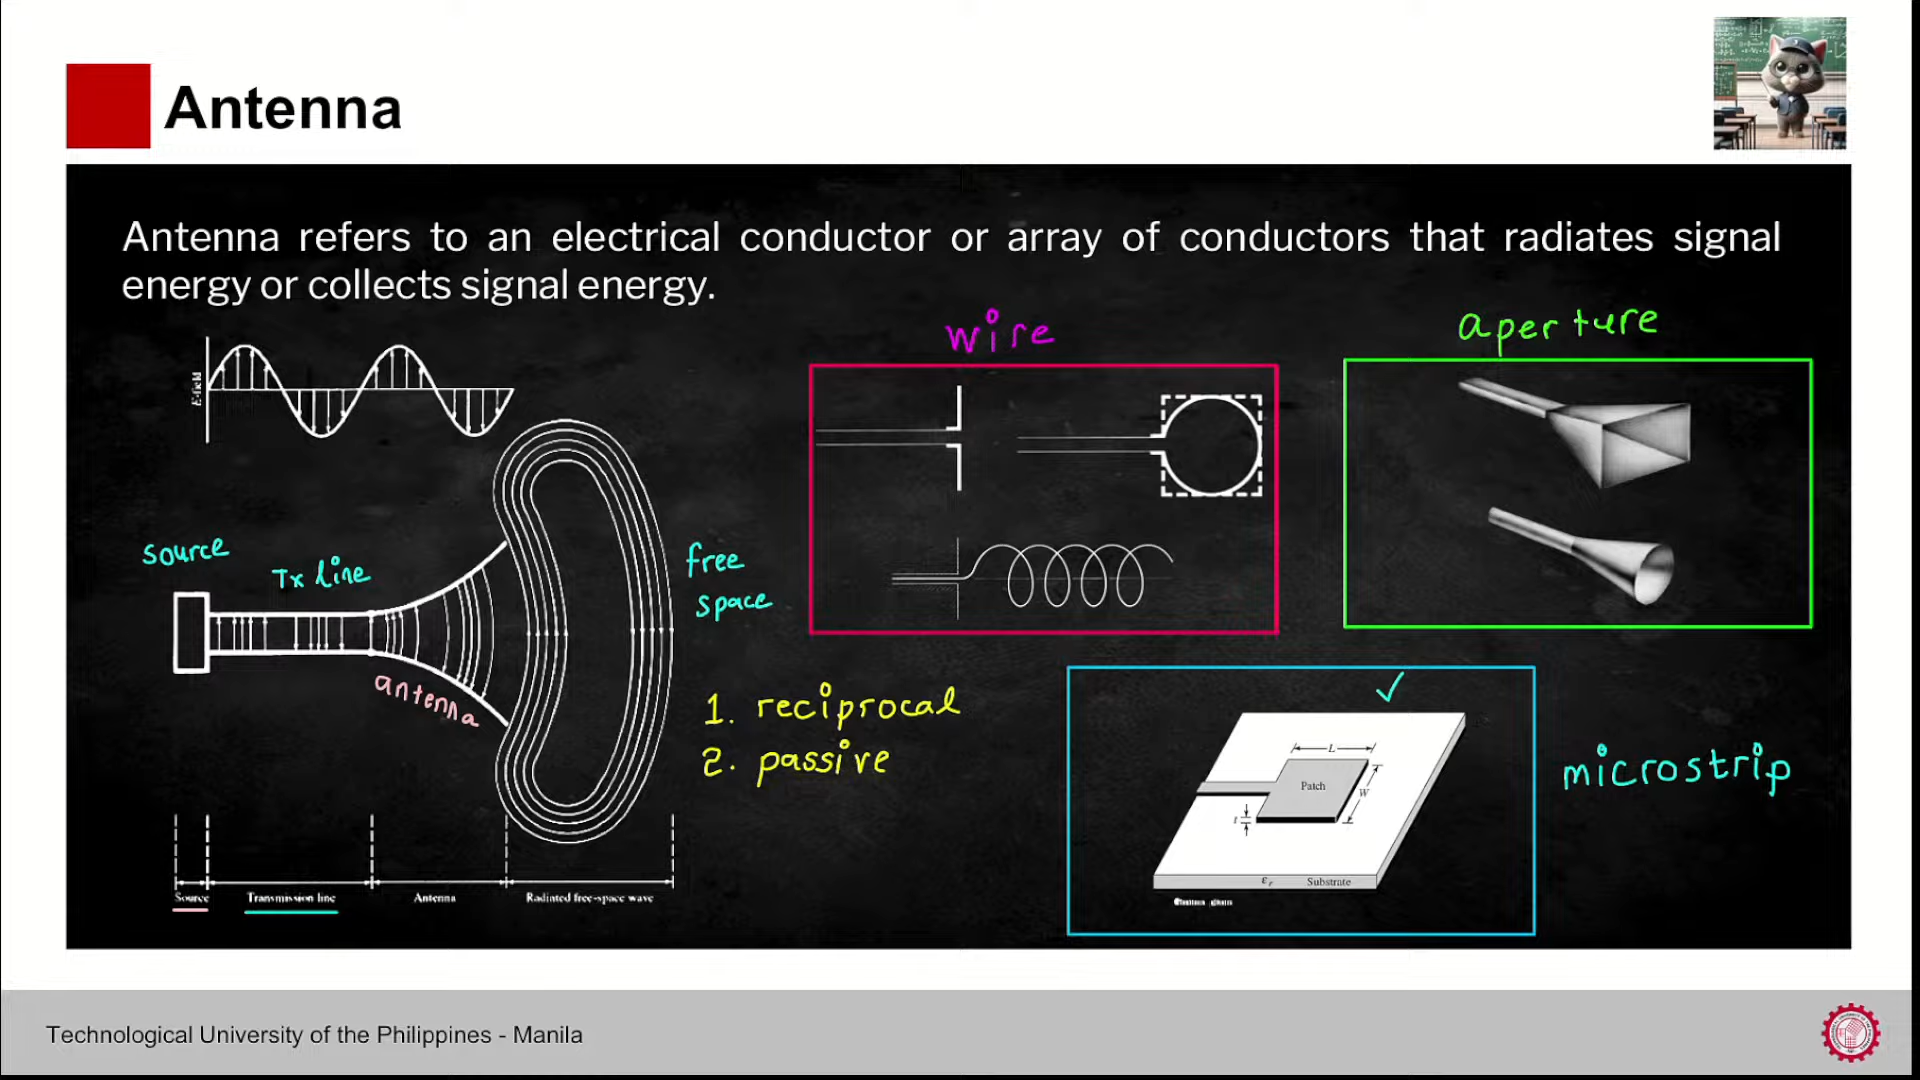 Antenna
Antenna refers to an electrical conductor or array of conductors that radiates signal
energy or collects signal energy.
E-field
source
Tx line
antenna
free
space
Source
Transmission line
Antenna
Radiated free-space wave
wire
aperture
1. reciprocal
2. passive
✓
L
Patch
W
t
εr
Substrate
microstrip
Technological University of the Philippines - Manila